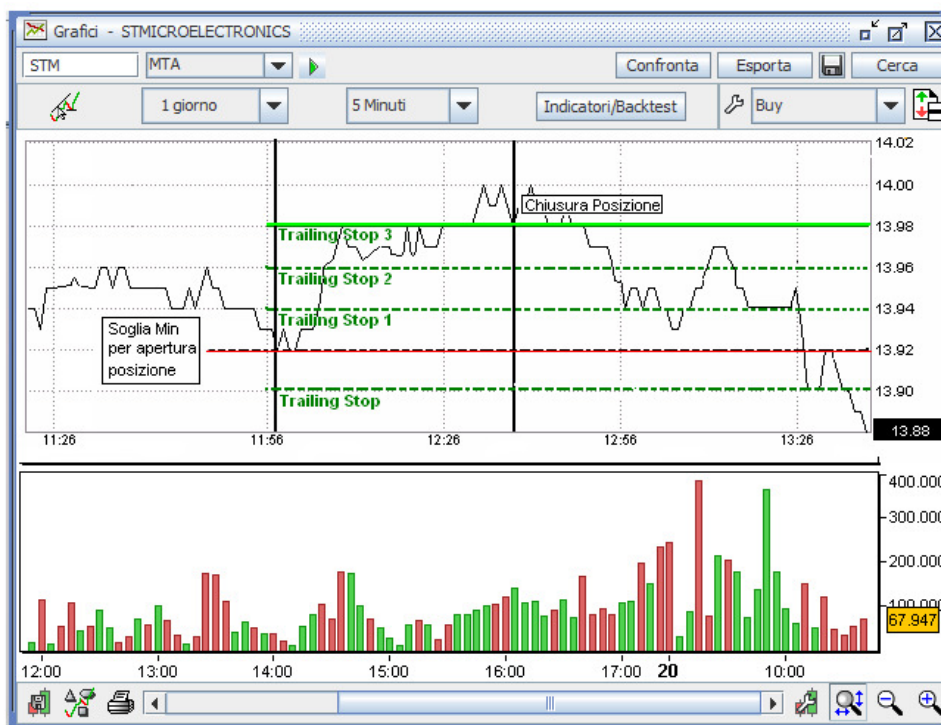 Grafici - STMICROELECTRONICS
STM MTA Confronta Esporta Cerca
1 giorno 5 Minuti Indicatori/Backtest Buy
14.02
14.00
Chiusura Posizione
13.98
Trailing Stop 3
13.96
Trailing Stop 2
13.94
Trailing Stop 1
Soglia Min
per apertura
posizione
13.92
13.90
Trailing Stop
13.88
11:26 11:56 12:26 12:56 13:26
400.000
300.000
200.000
100.000
67.947
12:00 13:00 14:00 15:00 16:00 17:00 20 10:00